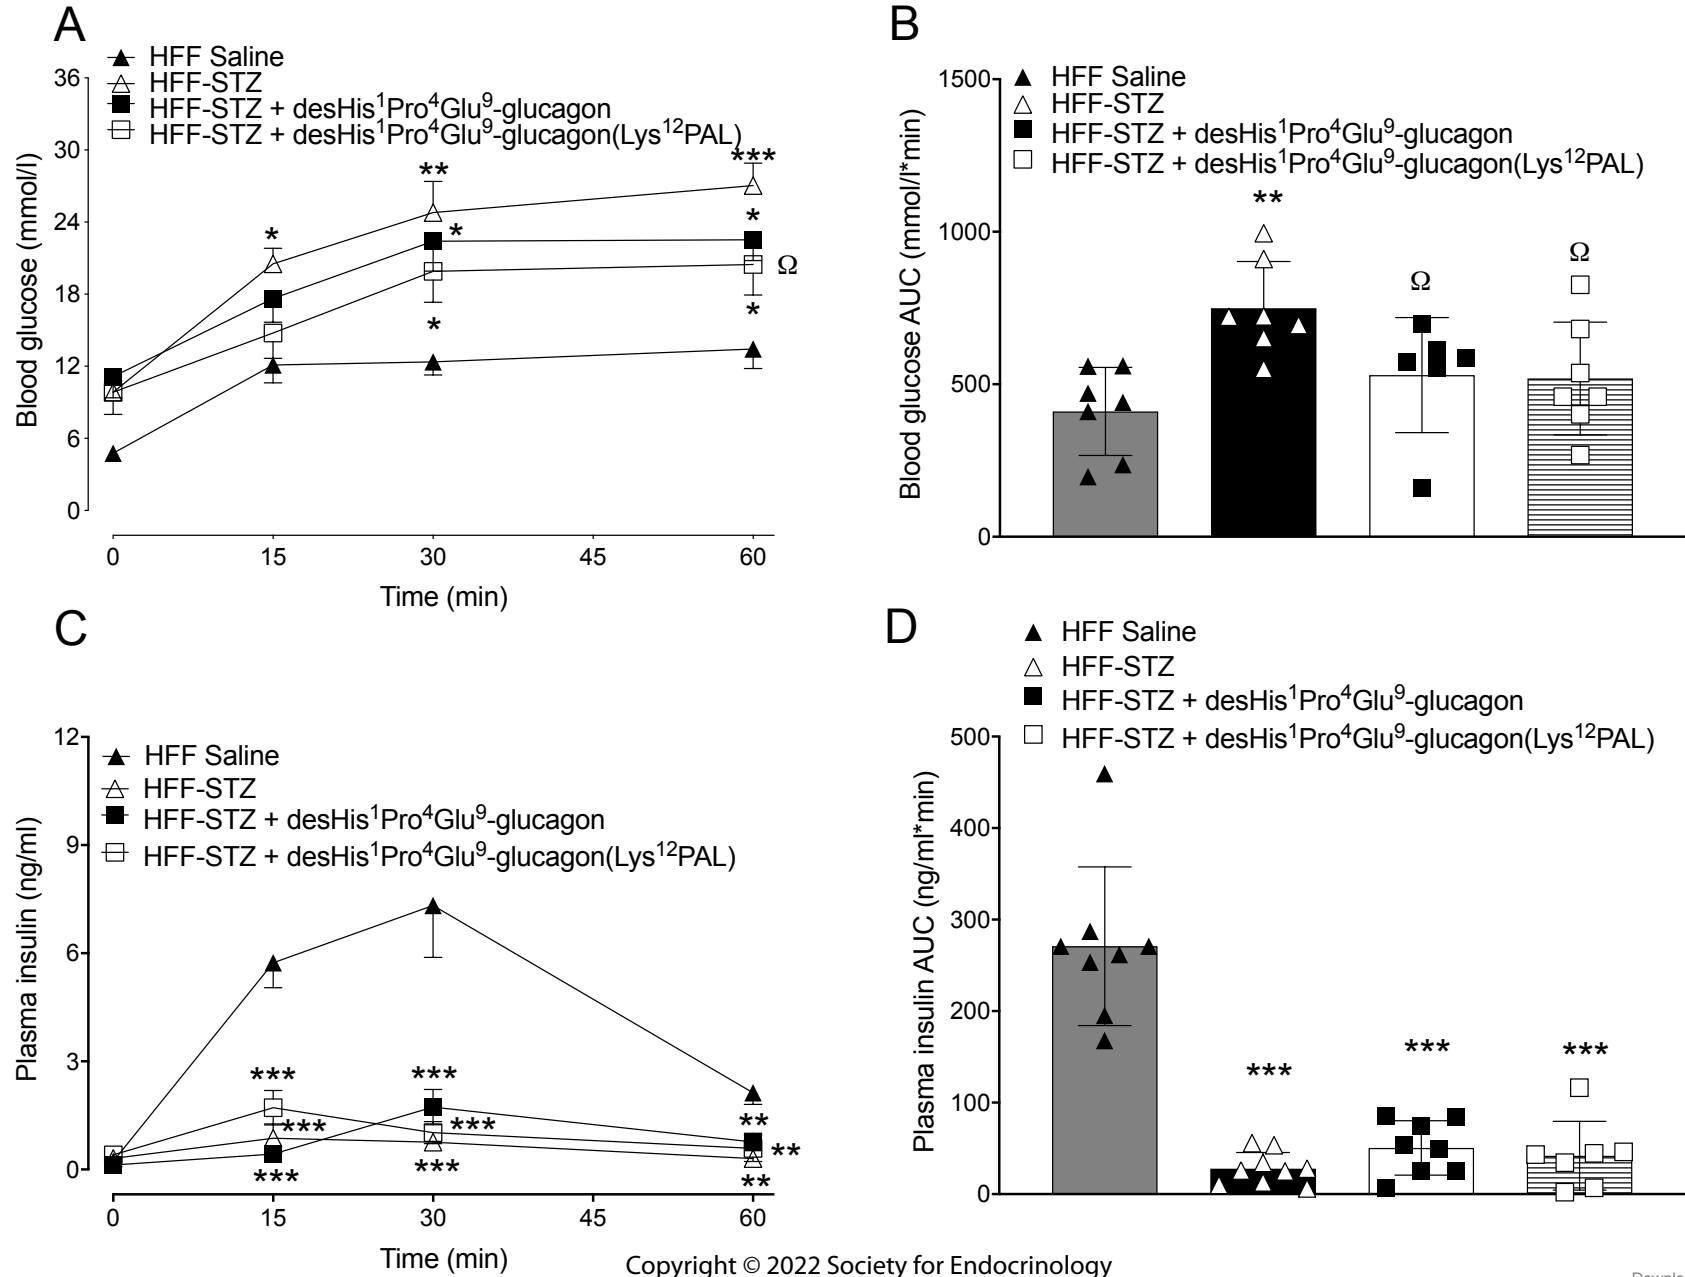 A
HFF Saline
HFF-STZ
HFF-STZ + desHis¹Pro⁴Glu⁹-glucagon
HFF-STZ + desHis¹Pro⁴Glu⁹-glucagon(Lys¹²PAL)
Blood glucose (mmol/l)
36
30
24
18
12
6
0
*
**
*
*
***
*
Ω
*
0 15 30 45 60
Time (min)
B
HFF Saline
HFF-STZ
HFF-STZ + desHis¹Pro⁴Glu⁹-glucagon
HFF-STZ + desHis¹Pro⁴Glu⁹-glucagon(Lys¹²PAL)
Blood glucose AUC (mmol/l*min)
1500
1000
500
0
**
Ω
Ω
C
HFF Saline
HFF-STZ
HFF-STZ + desHis¹Pro⁴Glu⁹-glucagon
HFF-STZ + desHis¹Pro⁴Glu⁹-glucagon(Lys¹²PAL)
Plasma insulin (ng/ml)
12
9
6
3
0
***
***
***
***
***
***
**
**
**
0 15 30 45 60
Time (min)
D
HFF Saline
HFF-STZ
HFF-STZ + desHis¹Pro⁴Glu⁹-glucagon
HFF-STZ + desHis¹Pro⁴Glu⁹-glucagon(Lys¹²PAL)
Plasma insulin AUC (ng/ml*min)
500
400
300
200
100
0
***
***
***
Copyright © 2022 Society for Endocrinology